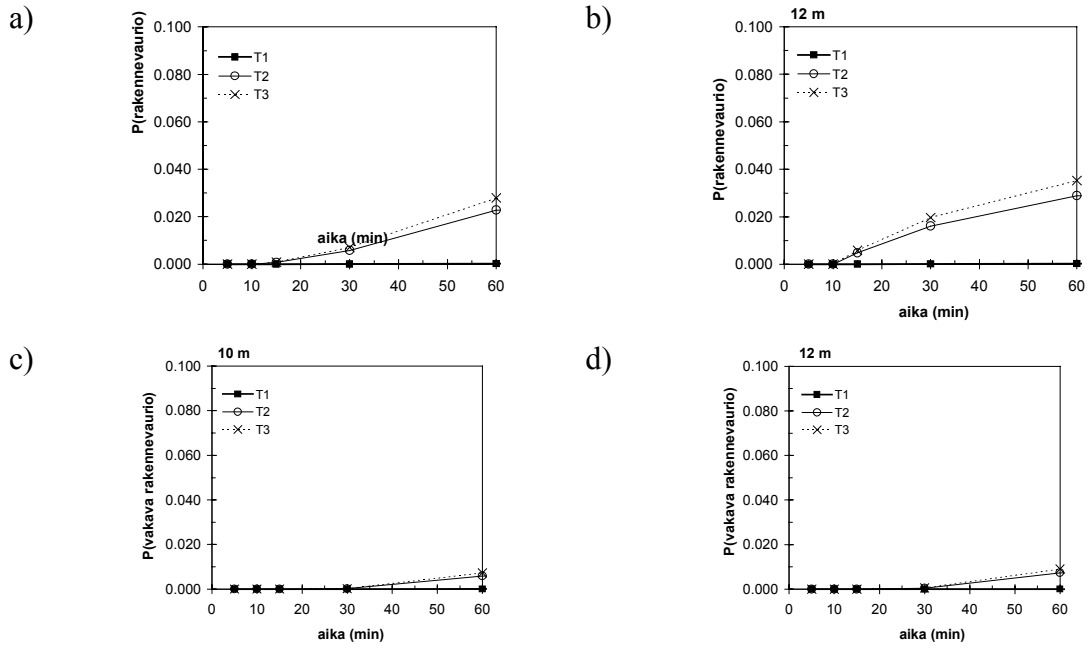 a)
P(rakennevaurio)
0.100
0.080
0.060
0.040
0.020
0.000
T1
T2
T3
aika (min)
0 10 20 30 40 50 60
b)
12 m
P(rakennevaurio)
0.100
0.080
0.060
0.040
0.020
0.000
T1
T2
T3
0 10 20 30 40 50 60
aika (min)
c)
10 m
P(vakava rakennevaurio)
0.100
0.080
0.060
0.040
0.020
0.000
T1
T2
T3
0 10 20 30 40 50 60
aika (min)
d)
12 m
P(vakava rakennevaurio)
0.100
0.080
0.060
0.040
0.020
0.000
T1
T2
T3
0 10 20 30 40 50 60
aika (min)